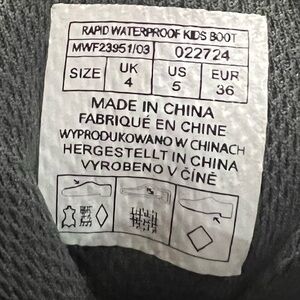 RAPID WATERPROOF KIDS BOOT
MWF23951/03 022724
SIZE UK 4 US 5 EUR 36
MADE IN CHINA
FABRIQUÉ EN CHINE
WYPRODUKOWANO W CHINACH
HERGESTELLT IN CHINA
VYROBENO V ČÍNĚ